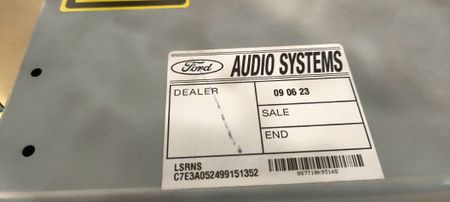 Ford AUDIO SYSTEMS
DEALER
09 06 23
SALE
END
LSRNS
C7E3A052499151352